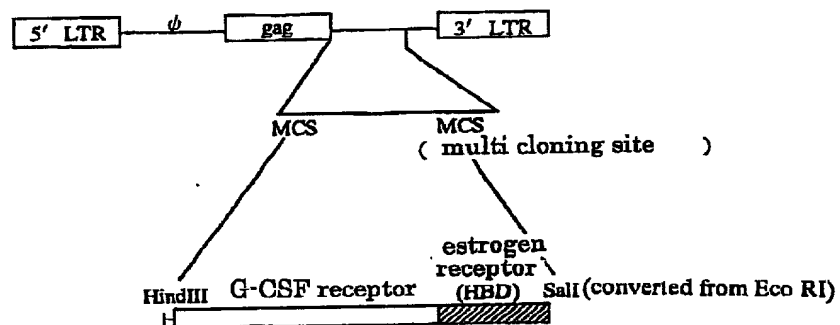 5' LTR ψ gag 3' LTR
MCS MCS
( multi cloning site )
estrogen
receptor
HindIII G-CSF receptor (HBD) SalI (converted from Eco RI)
H